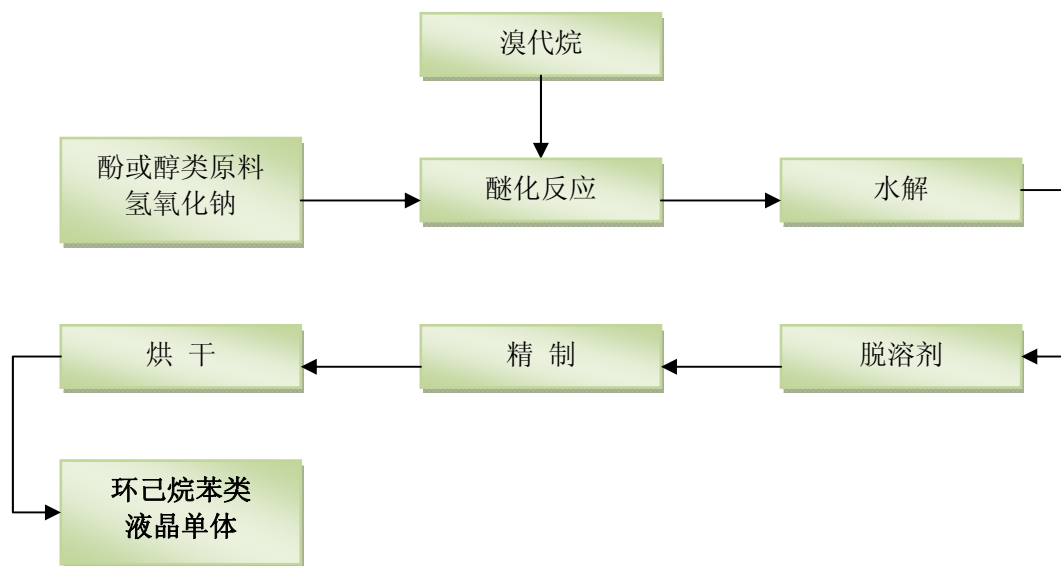 溴代烷
酚或醇类原料
氢氧化钠
醚化反应
水解
脱溶剂
精 制
烘 干
环己烷苯类
液晶单体